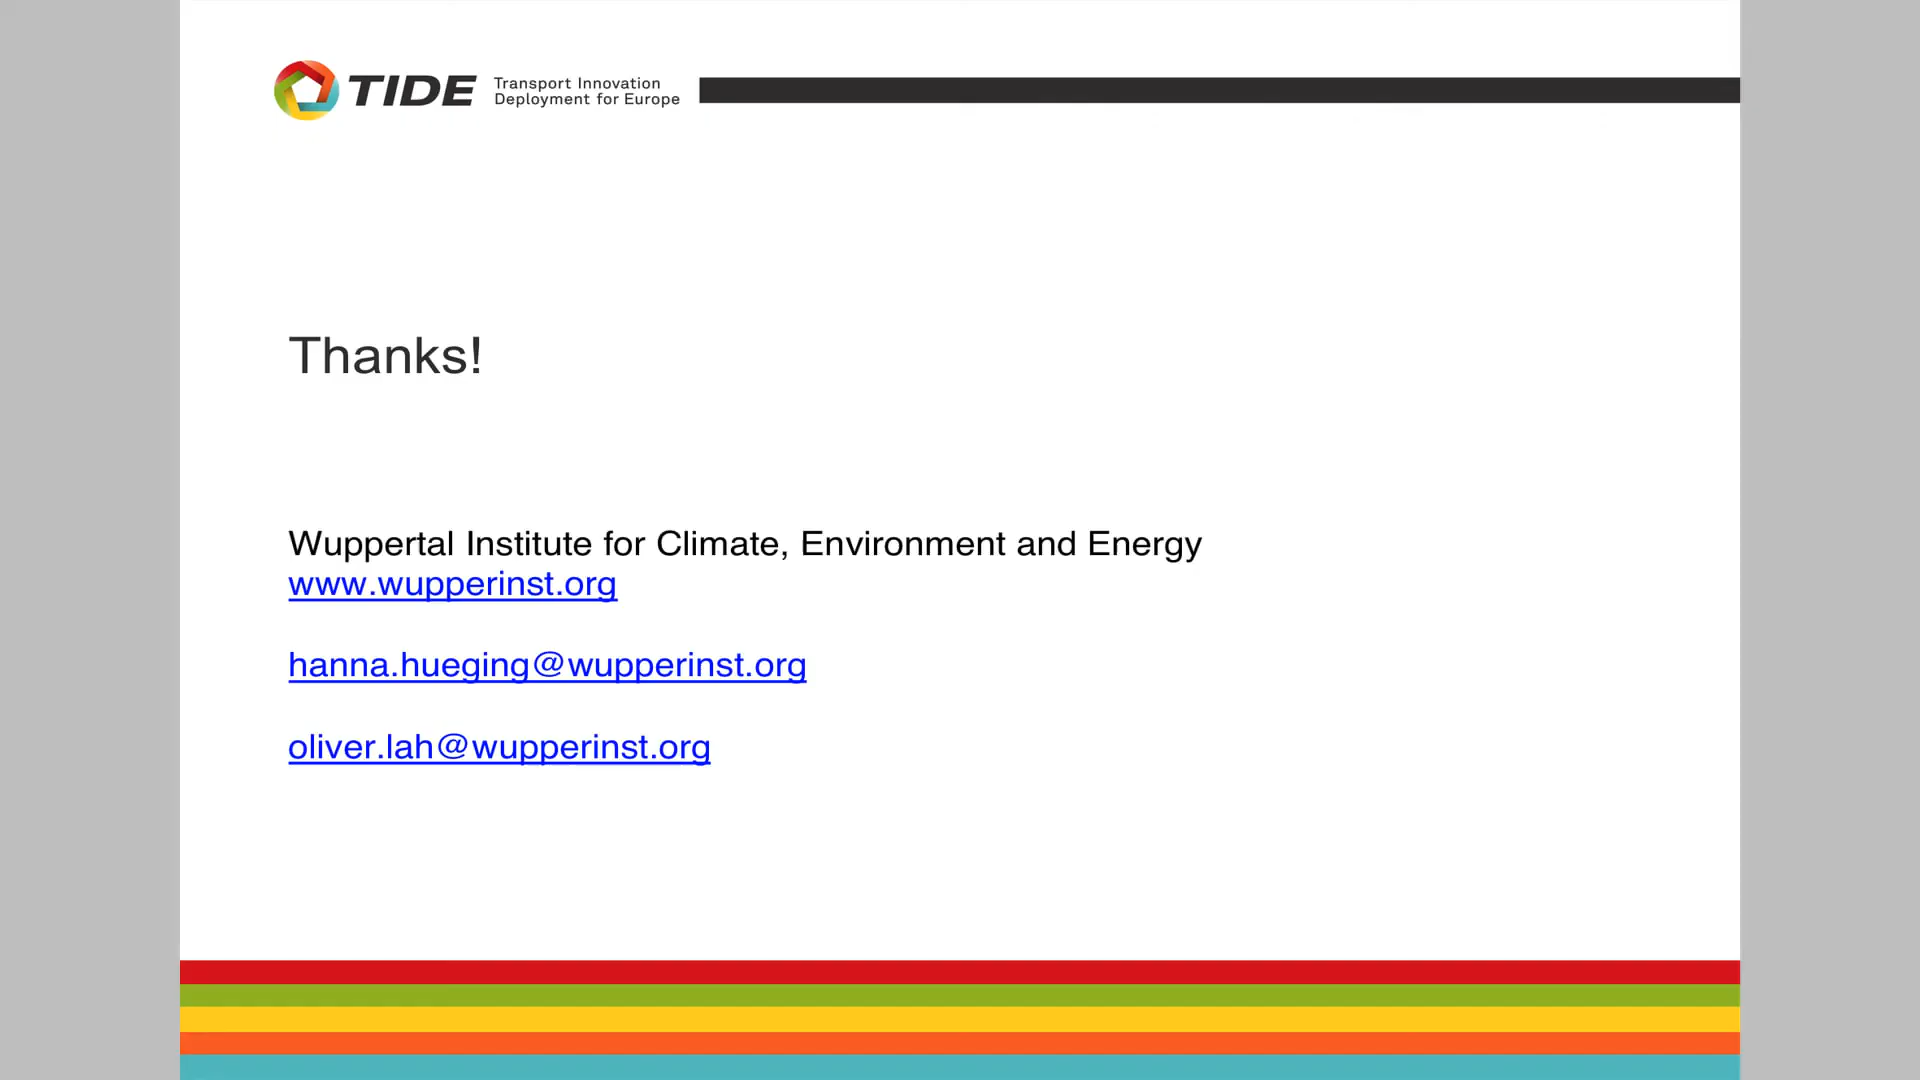 TIDE
Transport Innovation
Deployment for Europe
Thanks!
Wuppertal Institute for Climate, Environment and Energy
www.wupperinst.org
hanna.hueging@wupperinst.org
oliver.lah@wupperinst.org